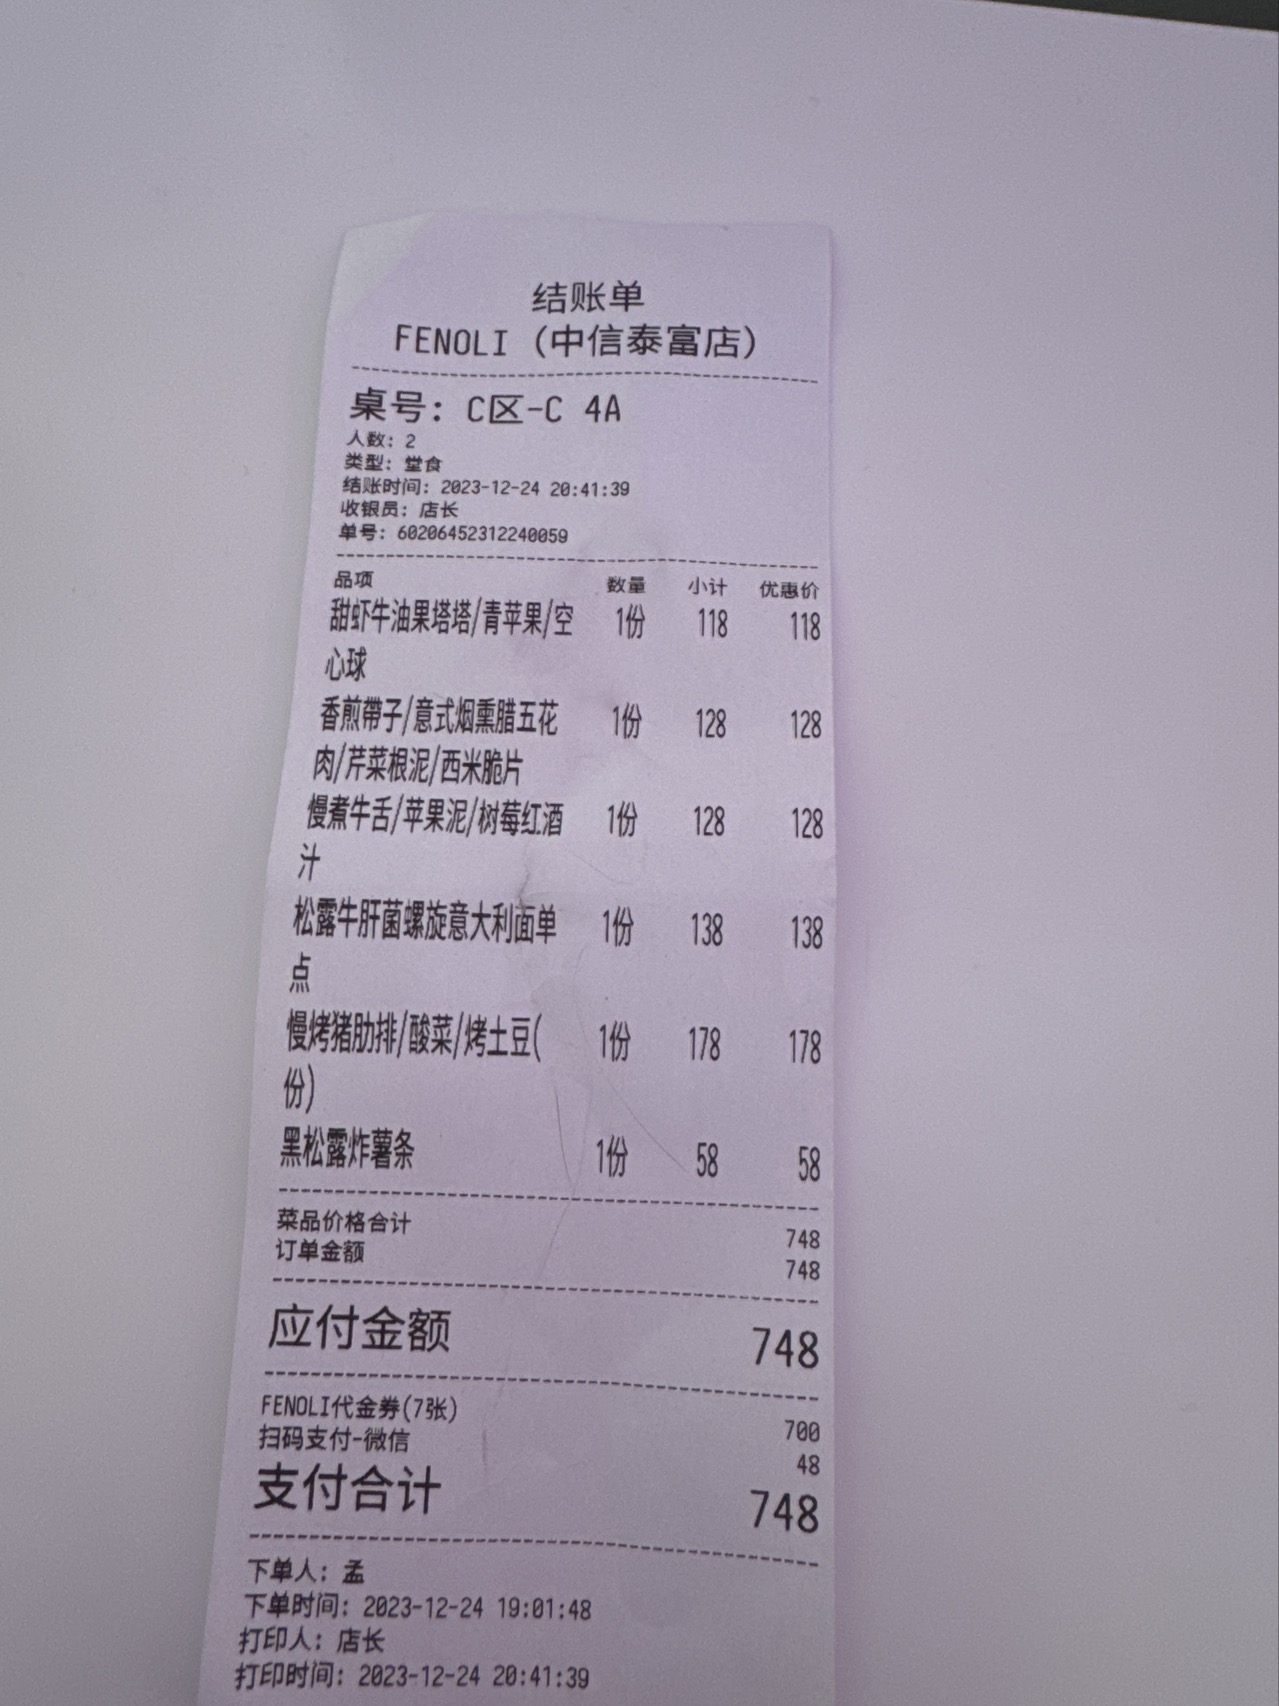 结账单
FENOLI（中信泰富店）
桌号：C区-C 4A
人数：2
类型：堂食
结账时间：2023-12-24 20:41:39
收银员：店长
单号：60206452312240059
品项 数量 小计 优惠价
甜虾牛油果塔塔/青苹果/空 1份 118 118
心球
香煎帶子/意式烟熏腊五花 1份 128 128
肉/芹菜根泥/西米脆片
慢煮牛舌/苹果泥/树莓红酒 1份 128 128
汁
松露牛肝菌螺旋意大利面单 1份 138 138
点
慢烤猪肋排/酸菜/烤土豆( 1份 178 178
份)
黑松露炸薯条 1份 58 58
菜品价格合计 748
订单金额 748
应付金额 748
FENOLI代金券(7张) 700
扫码支付-微信 48
支付合计 748
下单人：孟
下单时间：2023-12-24 19:01:48
打印人：店长
打印时间：2023-12-24 20:41:39